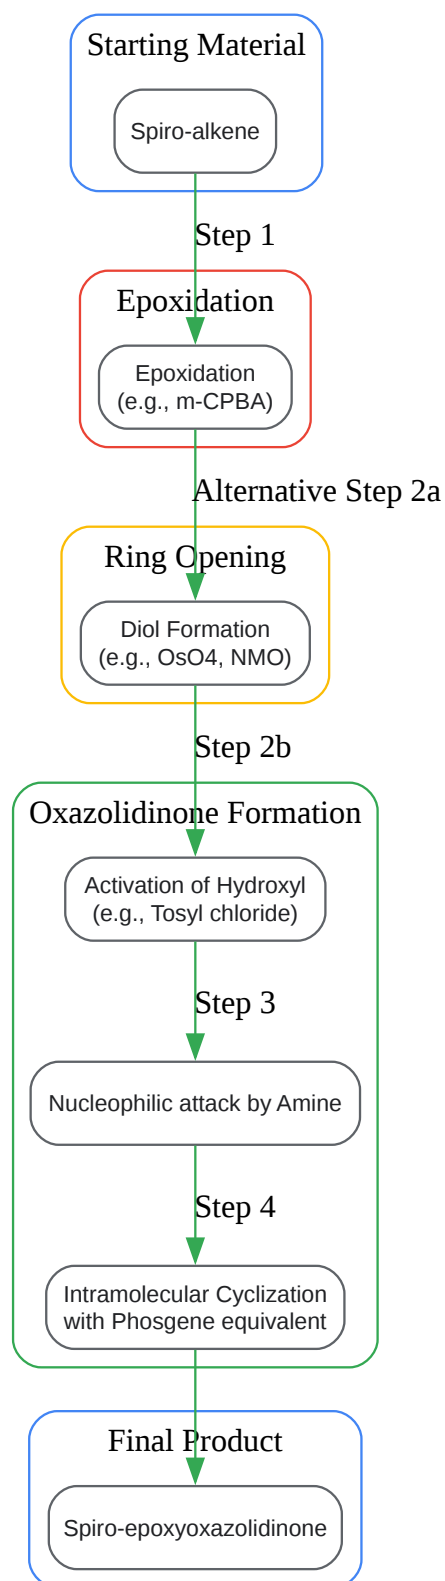 Starting Material
Spiro-alkene
Step 1
Epoxidation
Epoxidation
(e.g., m-CPBA)
Alternative Step 2a
Ring Opening
Diol Formation
(e.g., OsO4, NMO)
Step 2b
Oxazolidinone Formation
Activation of Hydroxyl
(e.g., Tosyl chloride)
Step 3
Nucleophilic attack by Amine
Step 4
Intramolecular Cyclization
with Phosgene equivalent
Final Product
Spiro-epoxyoxazolidinone